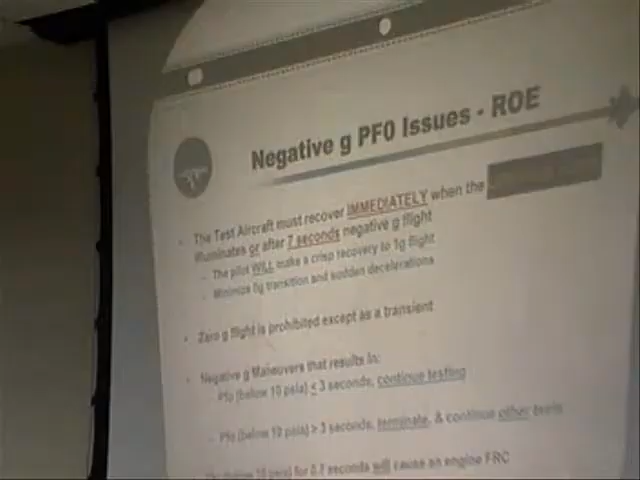 Negative g PFO Issues - ROE
The Test Aircraft must recover IMMEDIATELY when the
illuminates or after 7 seconds negative g flight
- The pilot WILL make a crisp recovery to 1g flight
- Minimize 0g transition and sudden decelerations
Zero g flight is prohibited except as a transient
Negative g Maneuvers that results in:
- Pfo (below 10 psia) ≤ 3 seconds, continue testing
- Pfo (below 10 psia) > 3 seconds, terminate, & continue other tests
(below 10 psia) for 0.7 seconds will cause an engine FRO